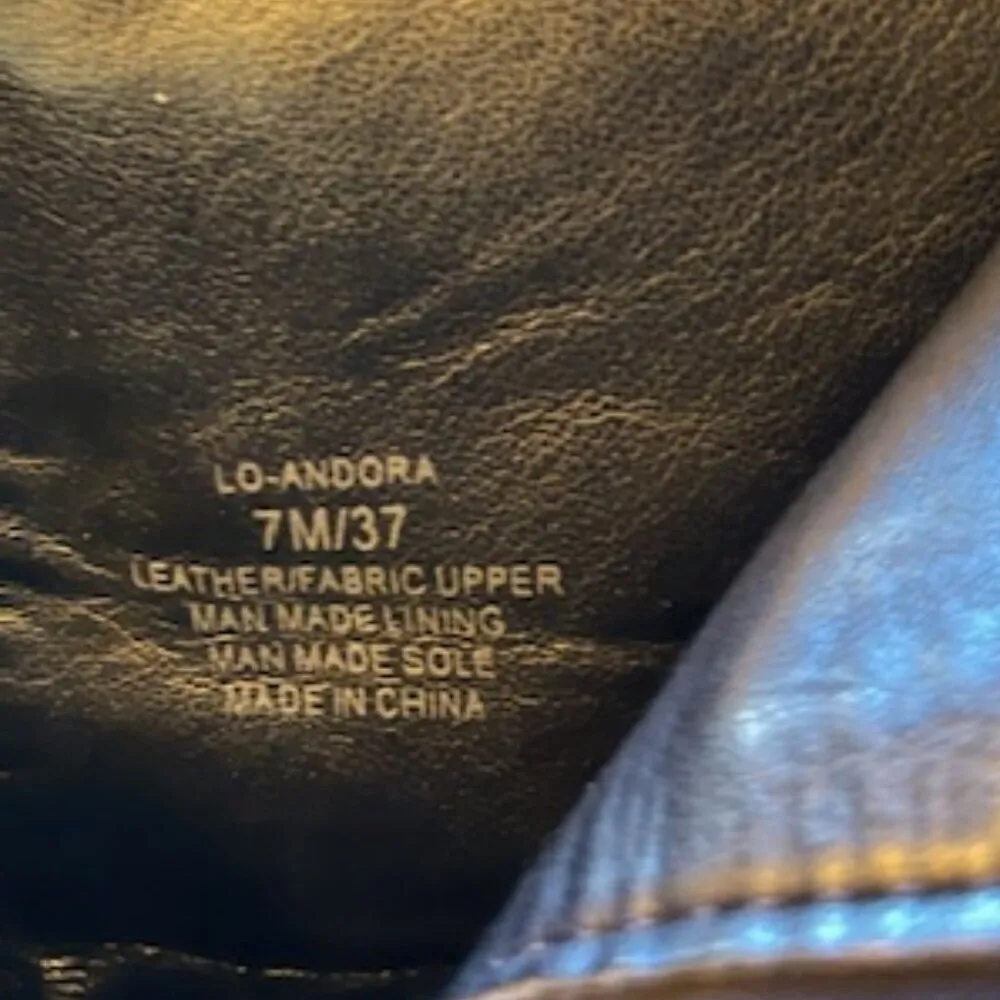 LO-ANDORA
7M/37
LEATHER/FABRIC UPPER
MAN MADE LINING
MAN MADE SOLE
MADE IN CHINA